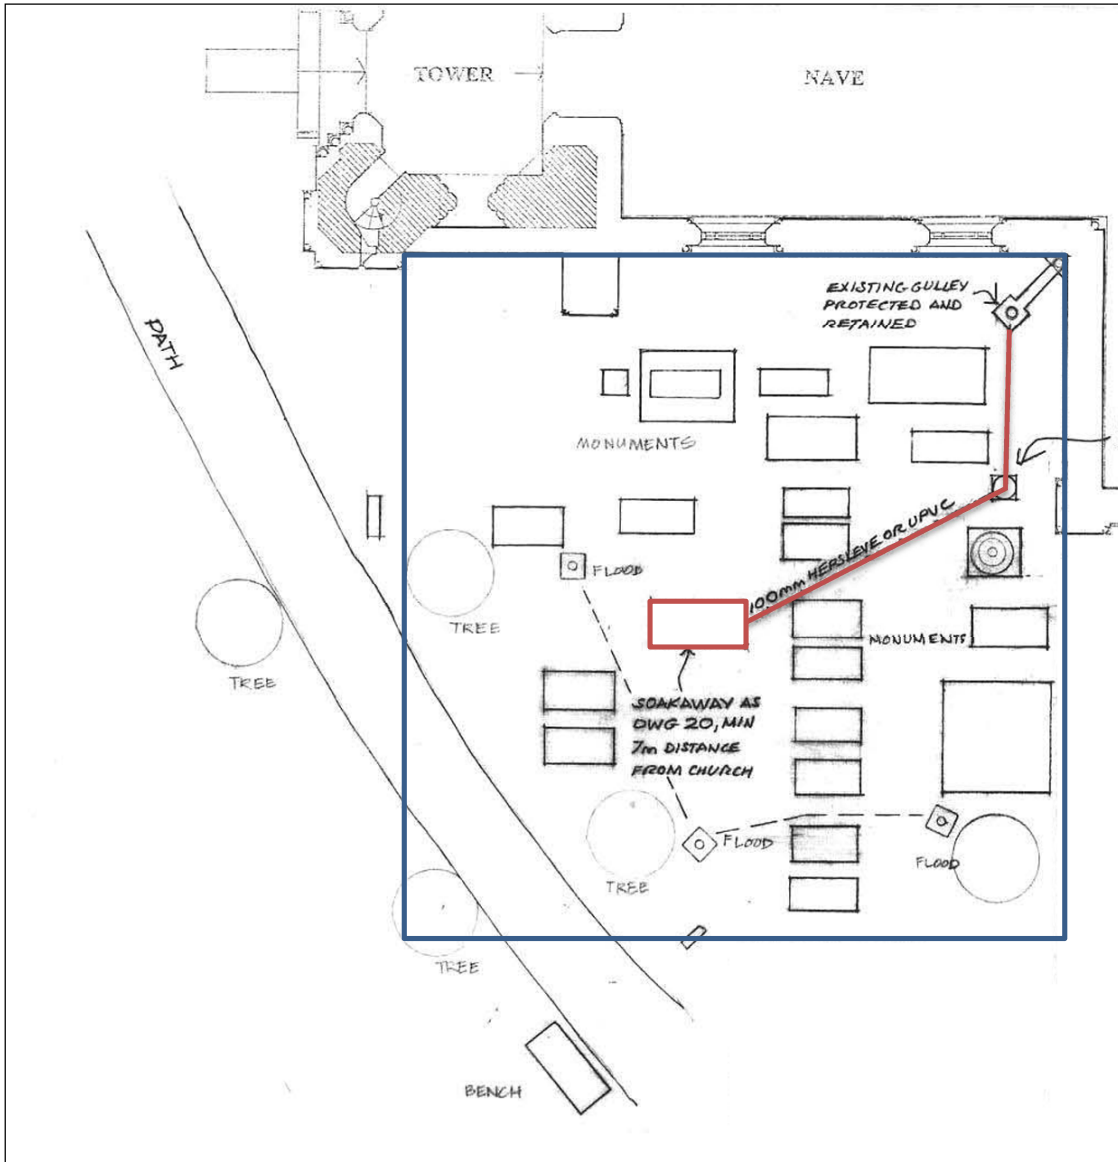 TOWER
NAVE
EXISTING GULLEY
PROTECTED AND
RETAINED
PATH
MONUMENTS
100mm HEPSLEVE OR UPVC
FLOOD
TREE
TREE
MONUMENTS
SOAKAWAY AS
DWG 20, MIN
7m DISTANCE
FROM CHURCH
FLOOD
FLOOD
TREE
TREE
BENCH